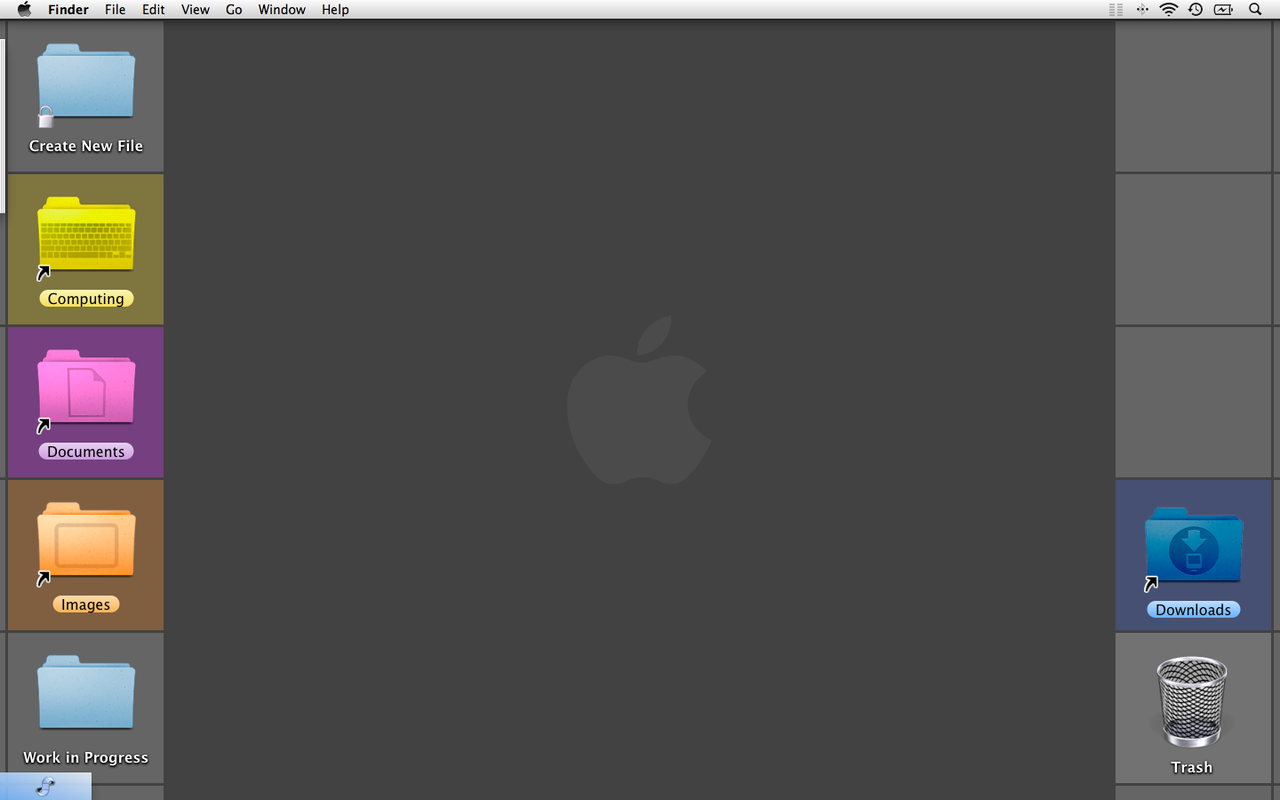 Finder File Edit View Go Window Help
Create New File
Computing
Documents
Images
Work in Progress
Downloads
Trash